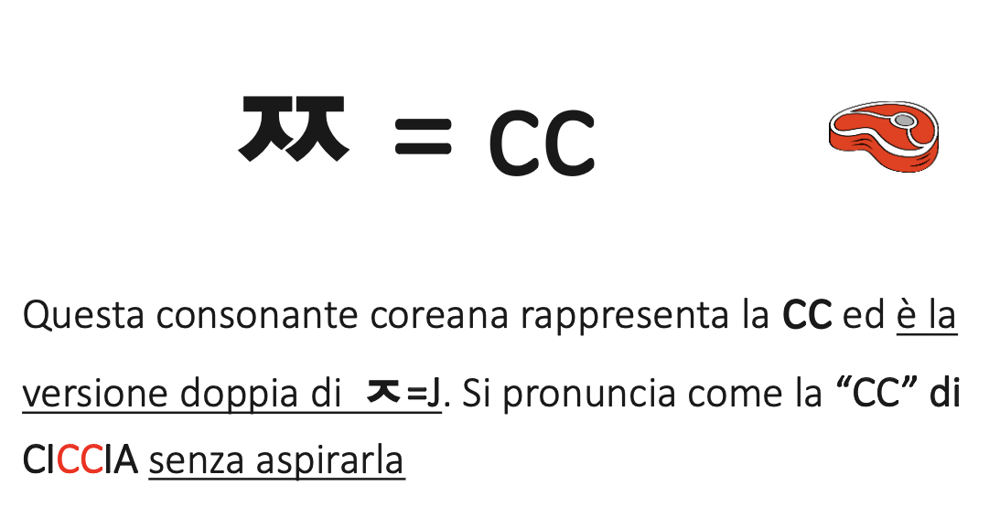 ㅉ = CC
Questa consonante coreana rappresenta la CC ed è la
versione doppia di ㅈ=J. Si pronuncia come la “CC” di
CICCIA senza aspirarla